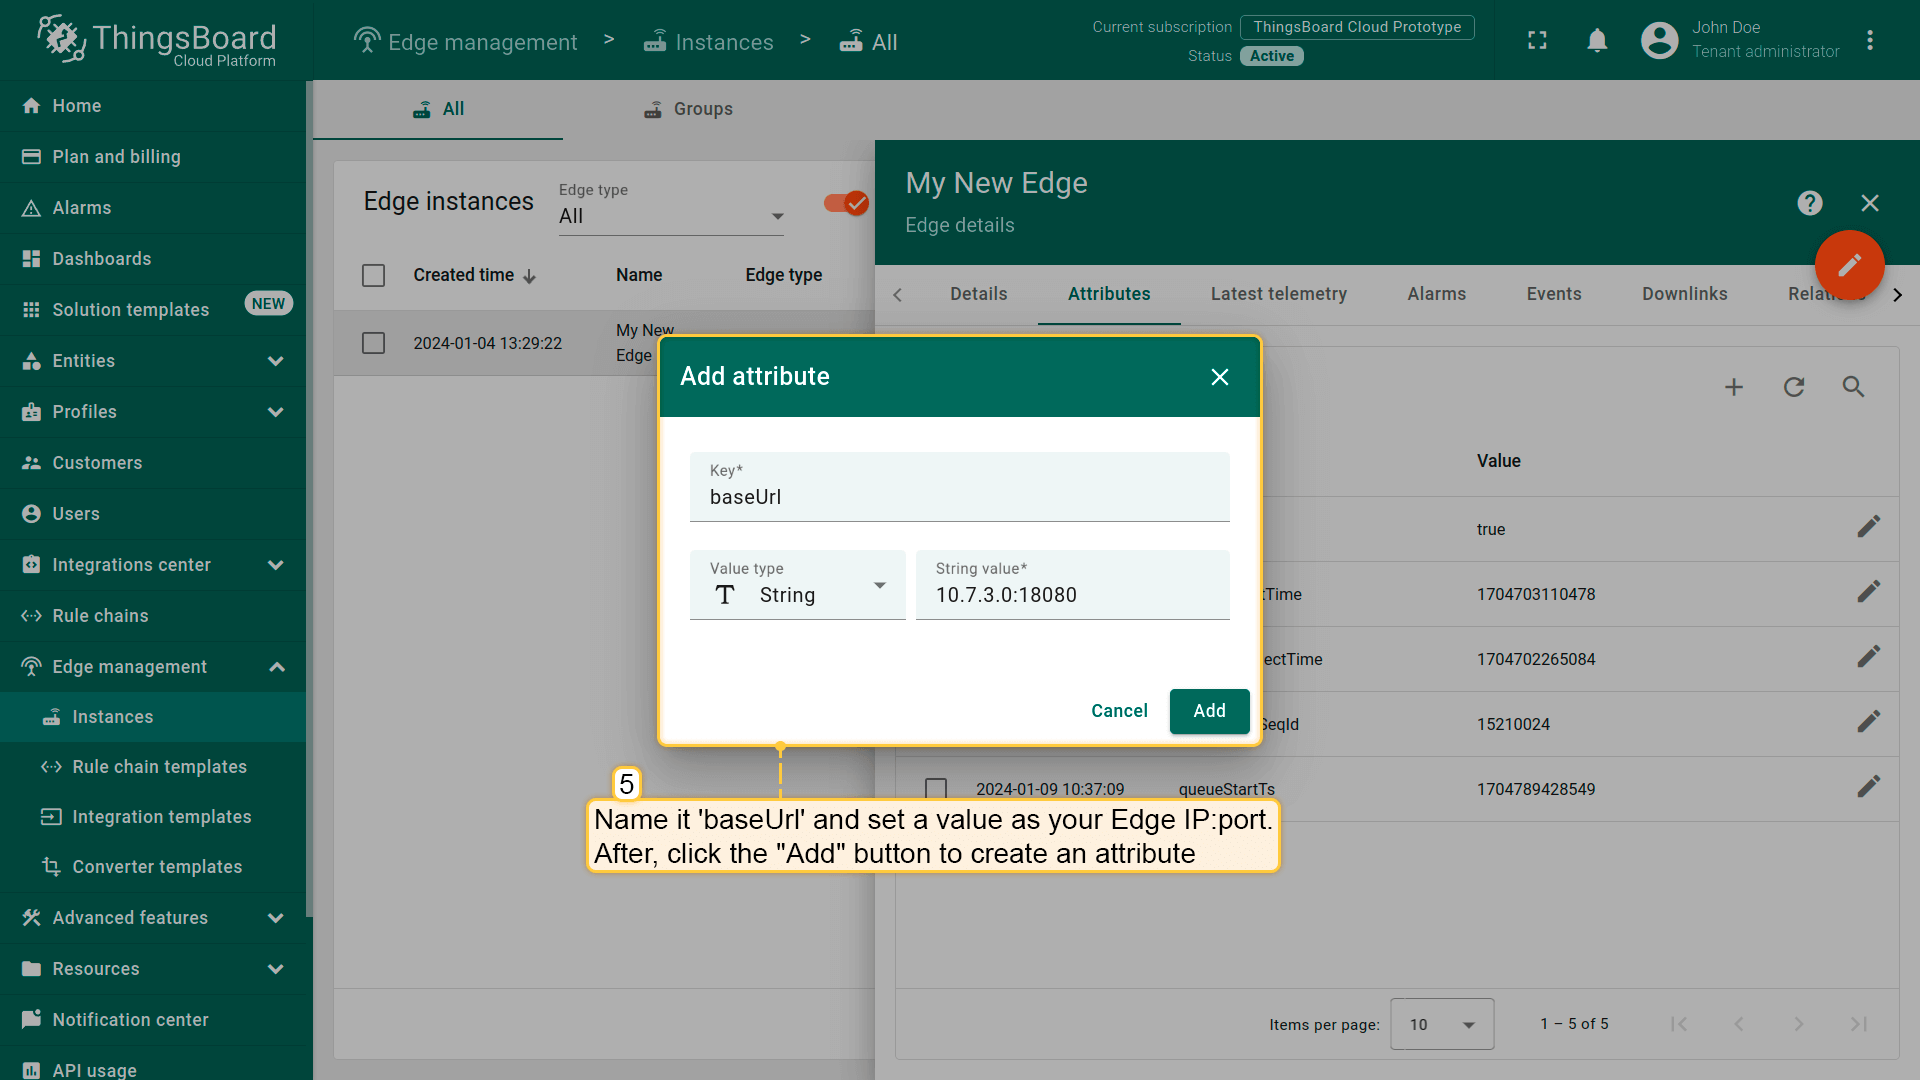 ThingsBoard
Cloud Platform
Edge management > Instances > All
Current subscription ThingsBoard Cloud Prototype
Status Active
John Doe
Tenant administrator
Home
Plan and billing
Alarms
Dashboards
Solution templates NEW
Entities
Profiles
Customers
Users
Integrations center
Rule chains
Edge management
Instances
Rule chain templates
Integration templates
Converter templates
Advanced features
Resources
Notification center
API usage
All Groups
Edge instances
Edge type
All
Created time Name Edge type
2024-01-04 13:29:22 My New
Edge
My New Edge
Edge details
Details Attributes Latest telemetry Alarms Events Downlinks
Value
true
tTime 1704703110478
ectTime 1704702265084
SeqId 15210024
2024-01-09 10:37:09 queueStartTs 1704789428549
Items per page: 10 1 – 5 of 5
Add attribute
Key*
baseUrl
Value type
String
String value*
10.7.3.0:18080
Cancel Add
5
Name it 'baseUrl' and set a value as your Edge IP:port.
After, click the "Add" button to create an attribute